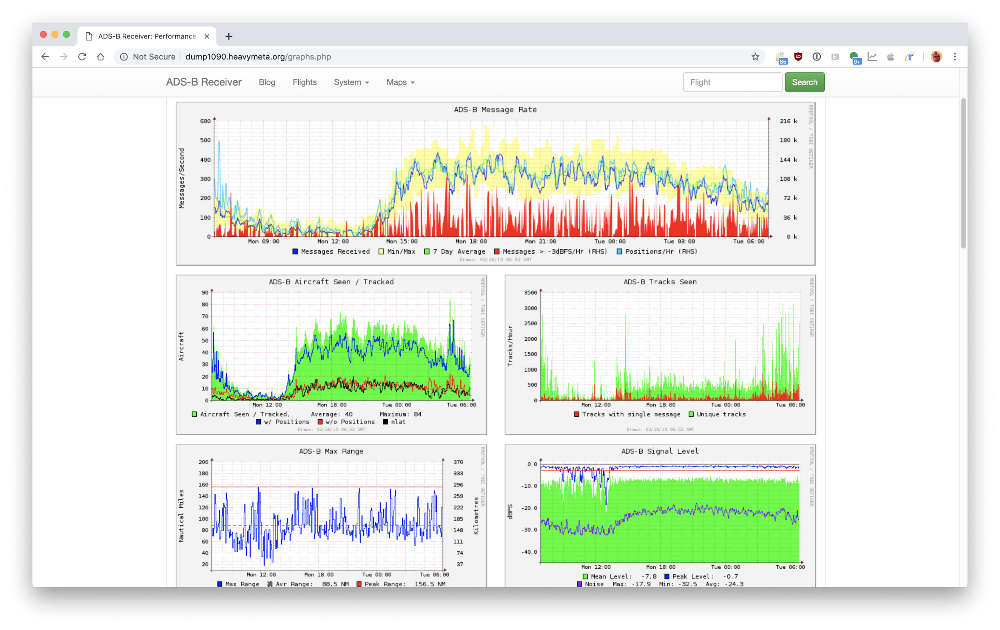 ADS-B Receiver: Performance
Not Secure dump1090.heavymeta.org/graphs.php
85
9+
ADS-B Receiver Blog Flights System Maps Flight Search
ADS-B Message Rate
RRDTOOL / TOBI OETIKER
Messages/Second
600
500
400
300
200
100
0
216 k
180 k
144 k
108 k
72 k
36 k
0 k
Mon 09:00 Mon 12:00 Mon 15:00 Mon 18:00 Mon 21:00 Tue 00:00 Tue 03:00 Tue 06:00
Messages Received Min/Max 7 Day Average Messages > -3dBFS/Hr (RHS) Positions/Hr (RHS)
Drawn: 02/26/19 06:52 GMT
ADS-B Aircraft Seen / Tracked
RRDTOOL / TOBI OETIKER
Aircraft
90
80
70
60
50
40
30
20
10
0
Mon 12:00 Mon 18:00 Tue 00:00 Tue 06:00
Aircraft Seen / Tracked, Average: 40 Maximum: 84
w/ Positions w/o Positions mlat
Drawn: 02/26/19 06:52 GMT
ADS-B Tracks Seen
RRDTOOL / TOBI OETIKER
Tracks/Hour
3500
3000
2500
2000
1500
1000
500
0
Mon 12:00 Mon 18:00 Tue 00:00 Tue 06:00
Tracks with single message Unique tracks
Drawn: 02/26/19 06:52 GMT
ADS-B Max Range
RRDTOOL / TOBI OETIKER
Nautical Miles
200
180
160
140
120
100
80
60
40
20
370
333
296
259
222
185
148
111
74
37
Kilometres
Mon 12:00 Mon 18:00 Tue 00:00 Tue 06:00
Max Range Avr Range: 88.5 NM Peak Range: 156.5 NM
ADS-B Signal Level
RRDTOOL / TOBI OETIKER
dBFS
0.0
-10.0
-20.0
-30.0
-40.0
Mon 12:00 Mon 18:00 Tue 00:00 Tue 06:00
Mean Level: -7.8 Peak Level: -0.7
Noise Max: -17.9 Min: -32.5 Avg: -24.3